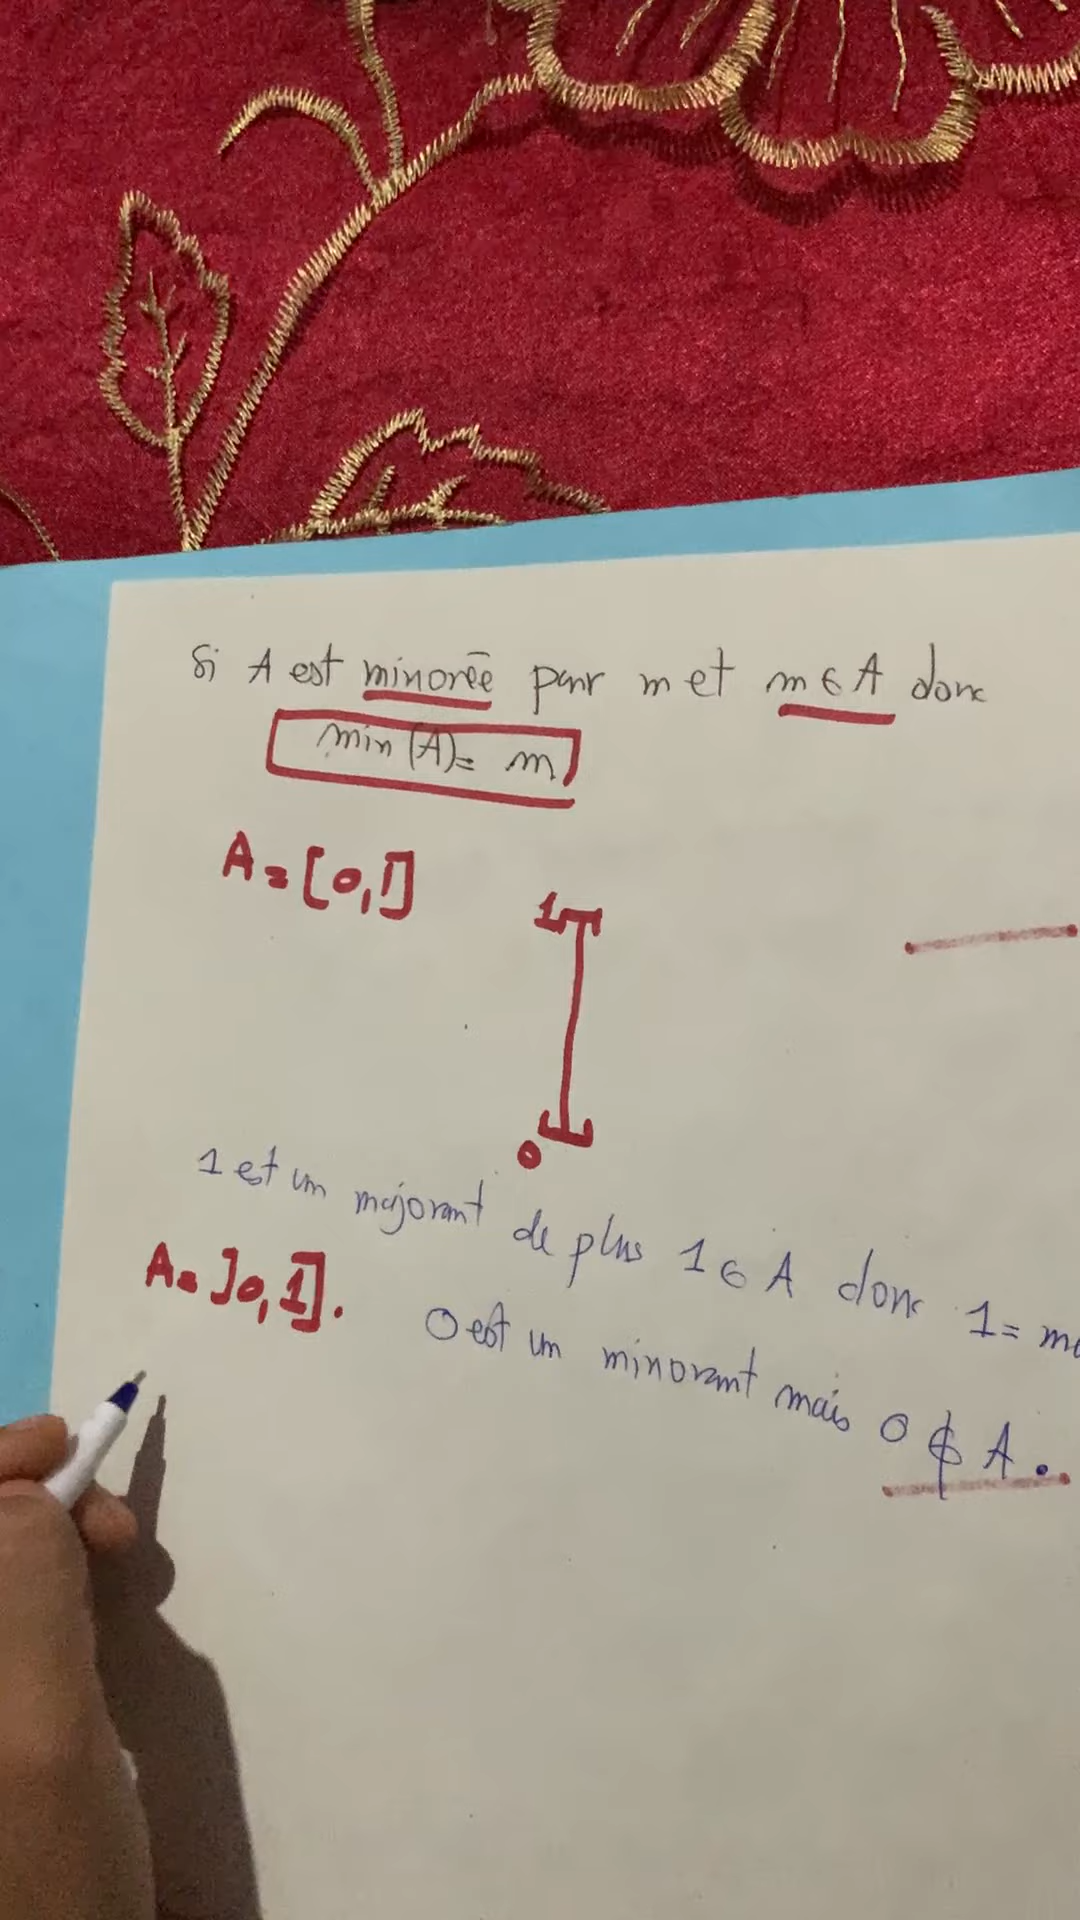 Si A est minorée par m et m ∈ A donc
min (A) = m
A = [0,1]
1
0
1 est un majorant de plus 1 ∈ A donc 1 =
A = ]0,1].
0 est un minorant mais 0 ∉ A.